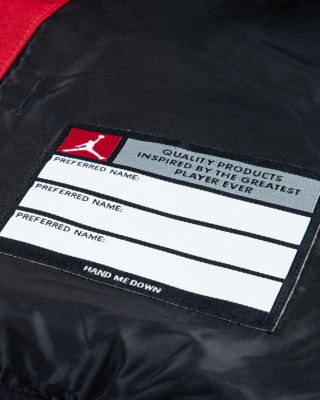 QUALITY PRODUCTS
INSPIRED BY THE GREATEST
PLAYER EVER
PREFERRED NAME:
PREFERRED NAME:
PREFERRED NAME:
HAND ME DOWN